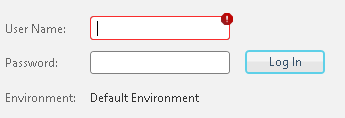 User Name:
Password:
Log In
Environment: Default Environment